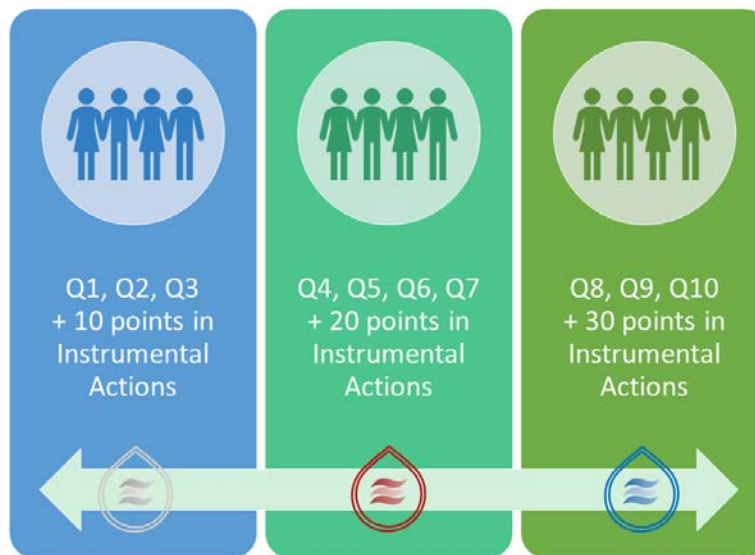 Q1, Q2, Q3
+ 10 points in
Instrumental
Actions
Q4, Q5, Q6, Q7
+ 20 points in
Instrumental
Actions
Q8, Q9, Q10
+ 30 points in
Instrumental
Actions